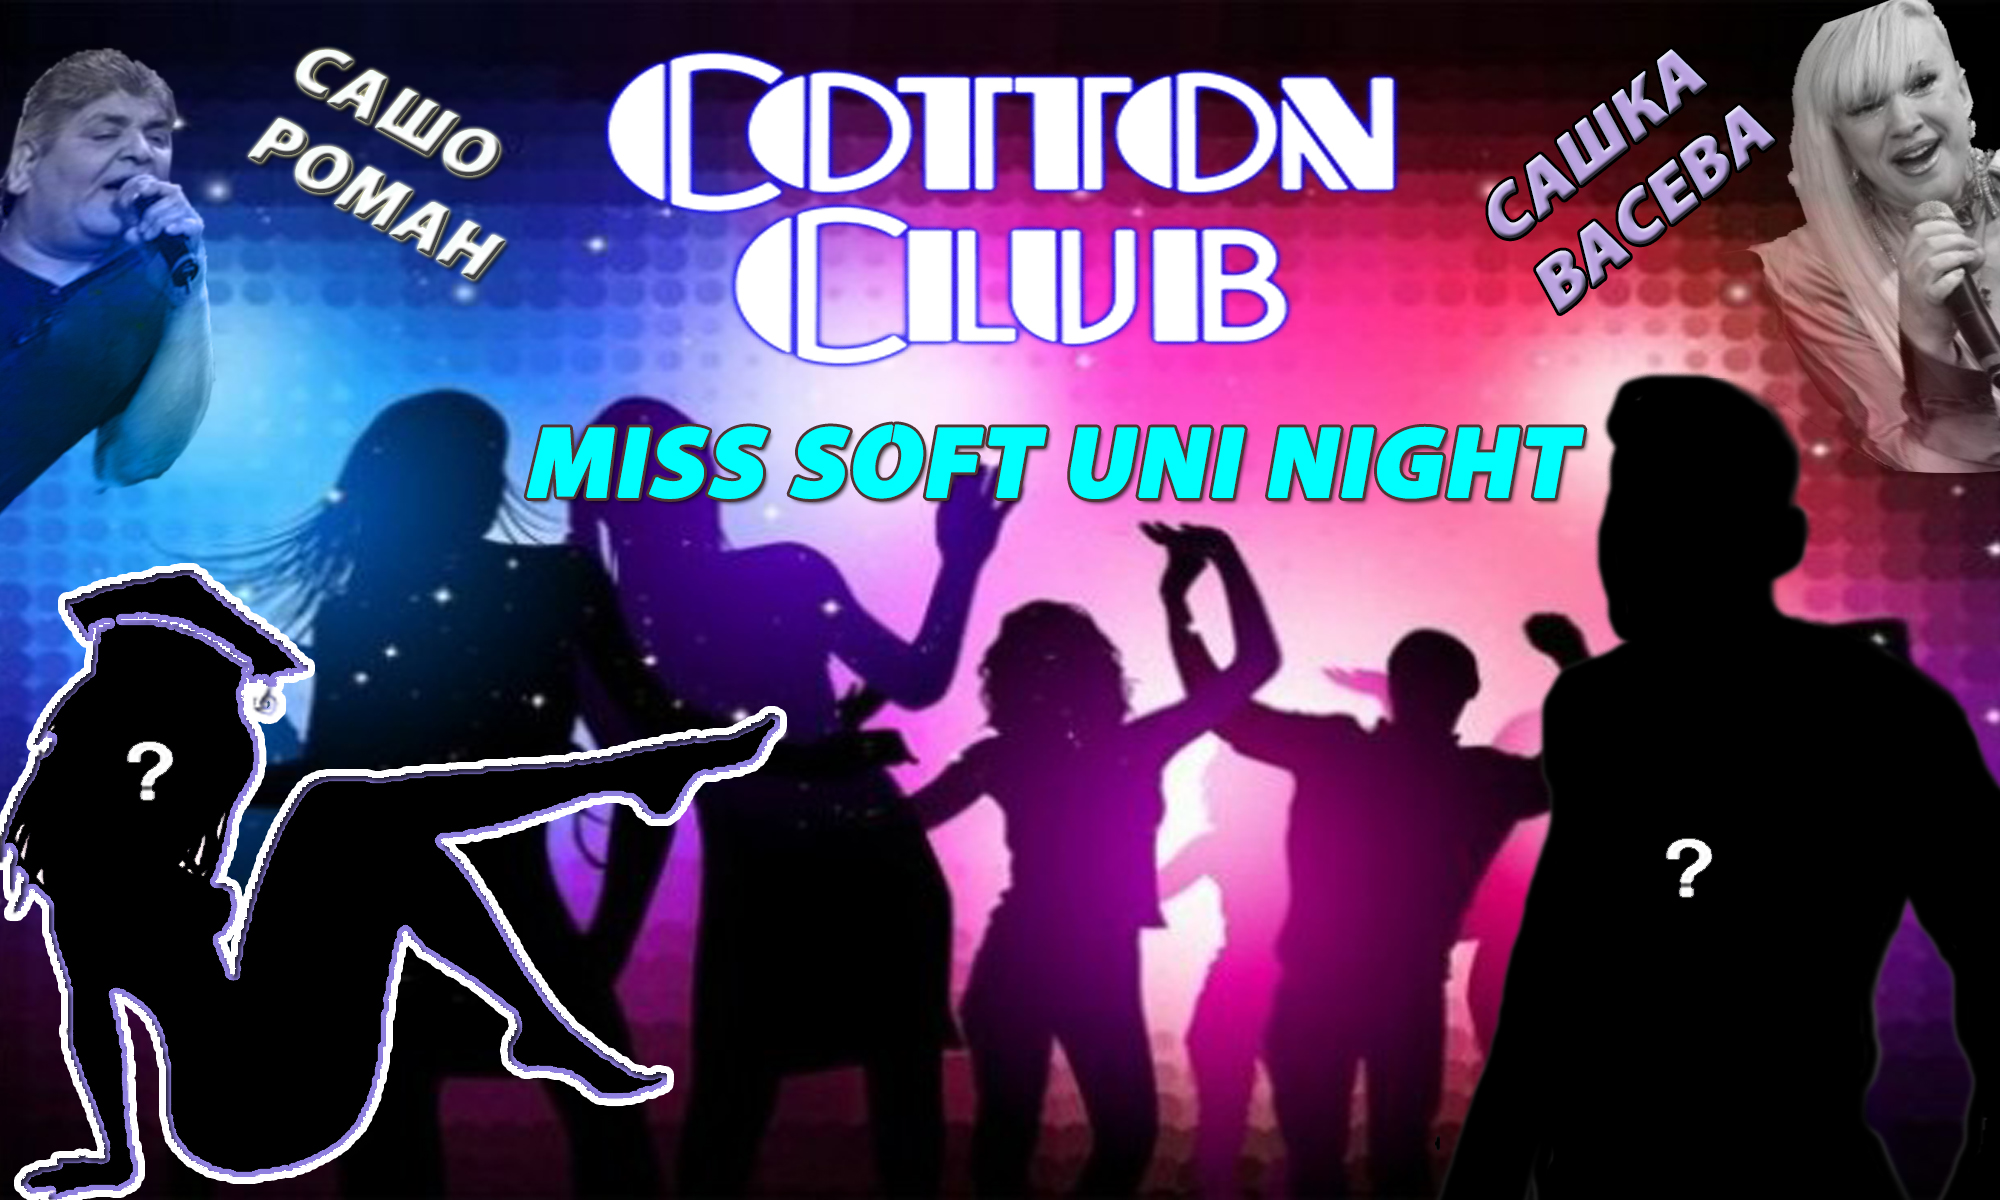 САШО
РОМАН
COTTON
CLUB
САШКА
ВАСЕВА
MISS SOFT UNI NIGHT
?
?